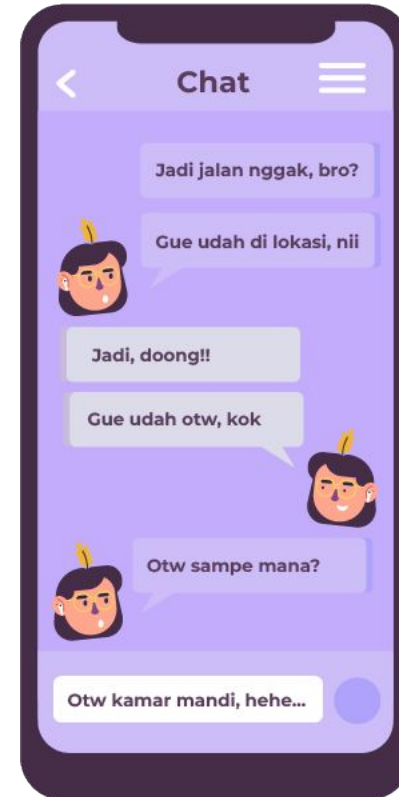 Chat
Jadi jalan nggak, bro?
Gue udah di lokasi, nii
Jadi, doong!!
Gue udah otw, kok
Otw sampe mana?
Otw kamar mandi, hehe...